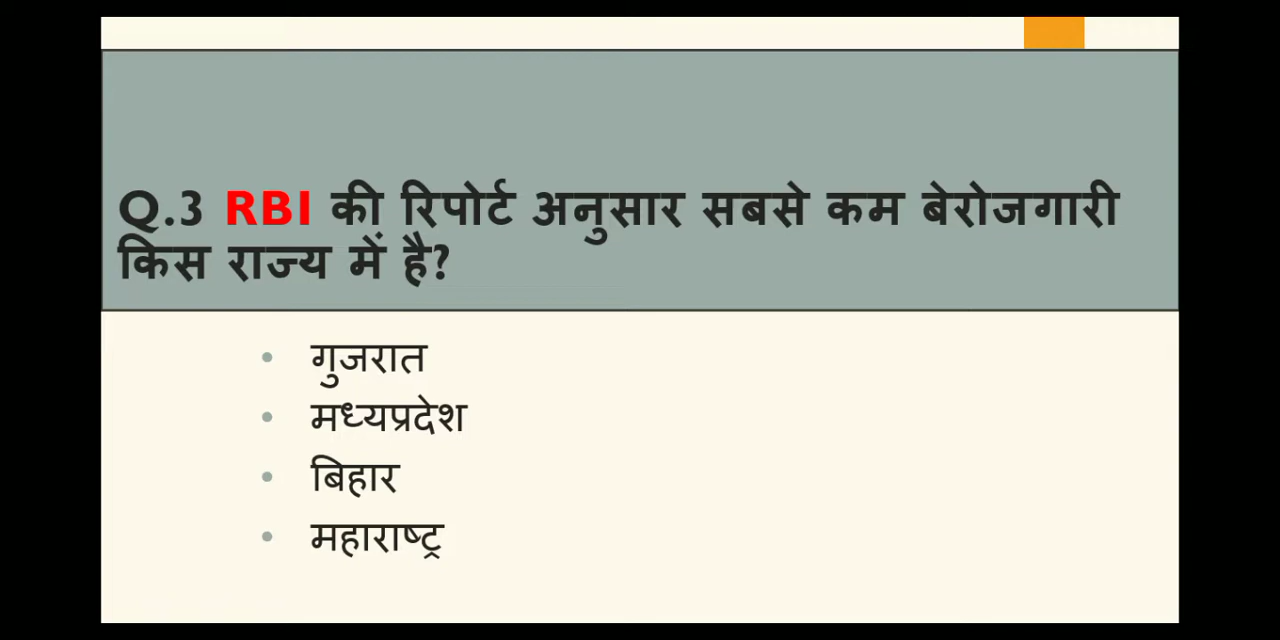 Q.3 RBI की रिपोर्ट अनुसार सबसे कम बेरोजगारी
किस राज्य में है?
• गुजरात
• मध्यप्रदेश
• बिहार
• महाराष्ट्र